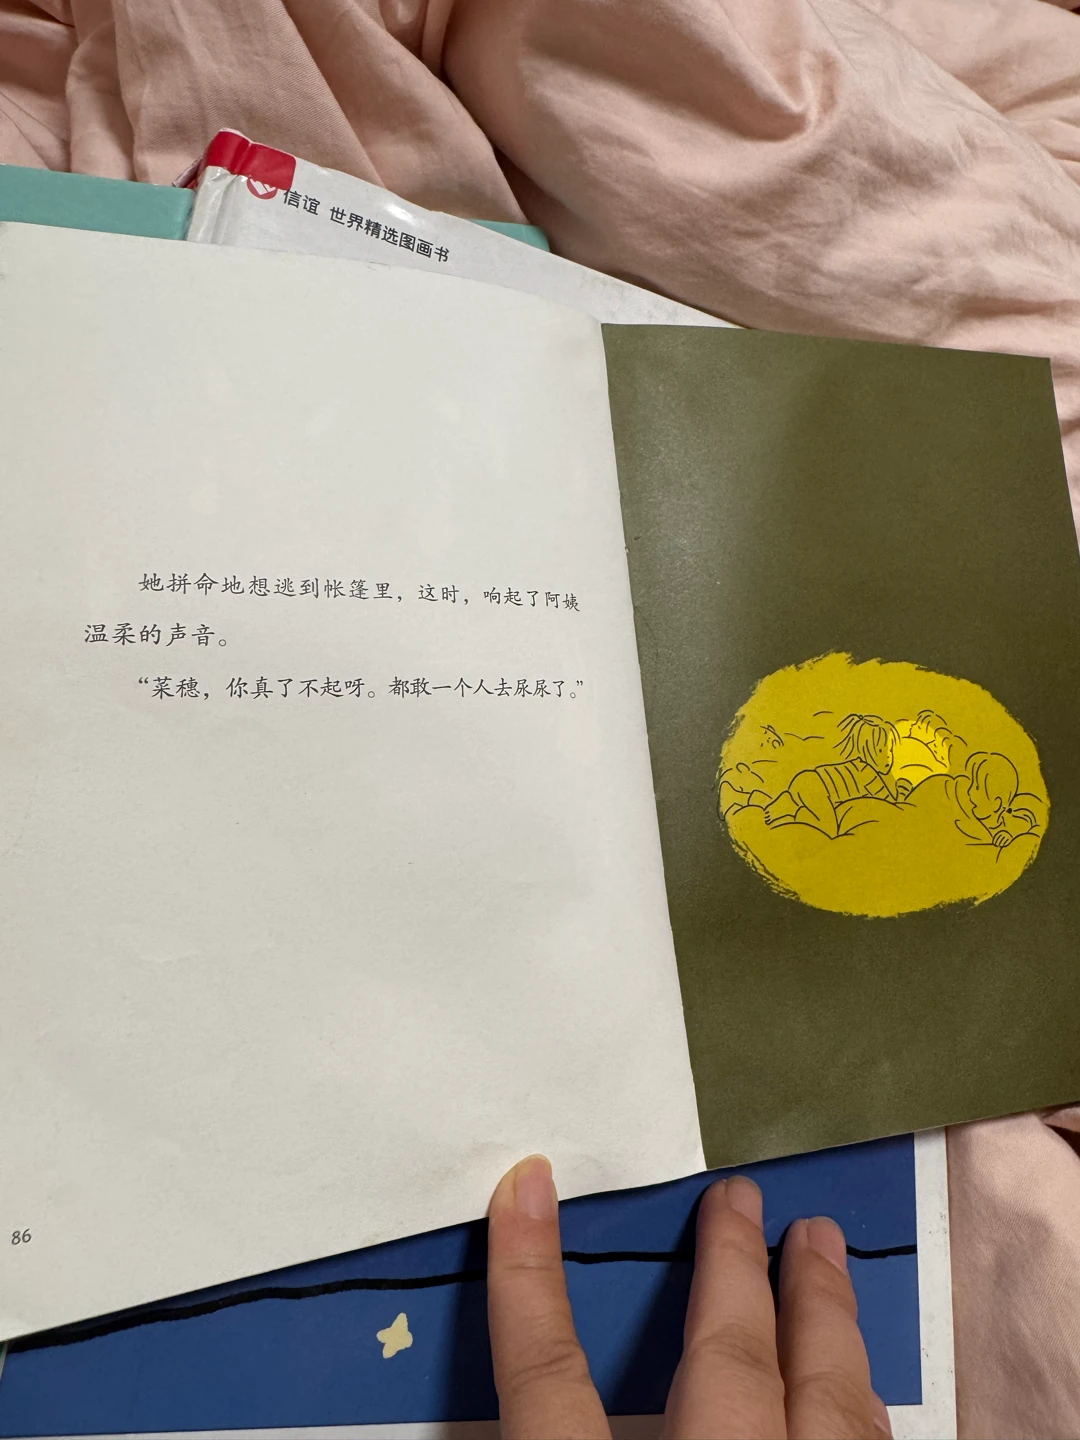 信谊 世界精选图画书
她拼命地想逃到帐篷里，这时，响起了阿姨
温柔的声音。
“菜穗，你真了不起呀。都敢一个人去尿尿了。”
86